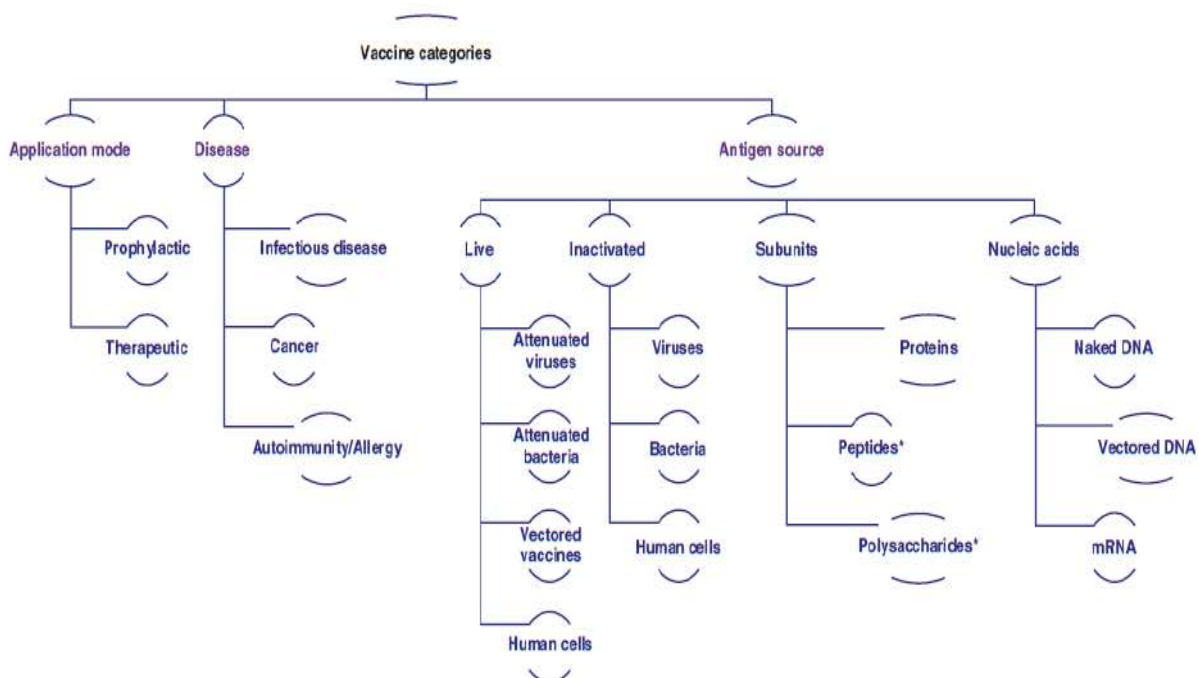 Vaccine categories
Application mode
Disease
Antigen source
Prophylactic
Infectious disease
Live
Inactivated
Subunits
Nucleic acids
Therapeutic
Cancer
Attenuated
viruses
Viruses
Proteins
Naked DNA
Autoimmunity/Allergy
Attenuated
bacteria
Bacteria
Peptides*
Vectored DNA
Vectored
vaccines
Human cells
Polysaccharides*
mRNA
Human cells